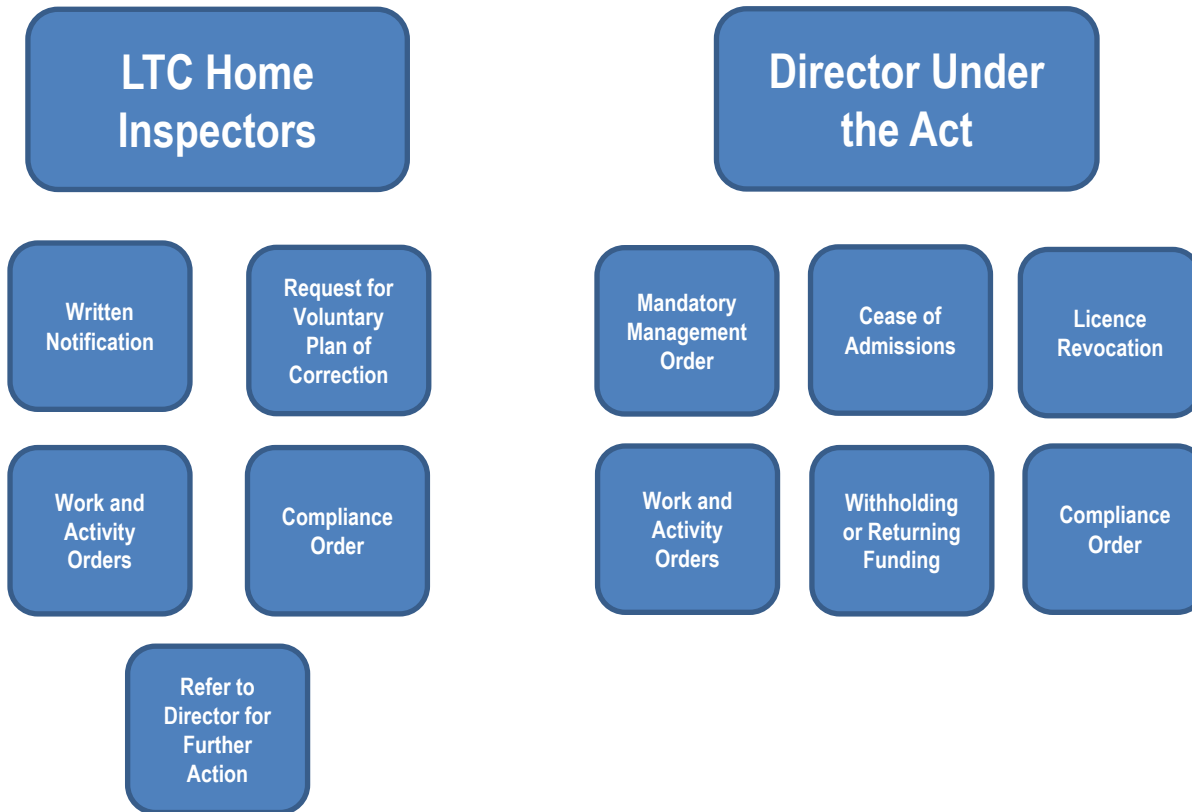 LTC Home
Inspectors
Director Under
the Act
Written
Notification
Request for
Voluntary
Plan of
Correction
Mandatory
Management
Order
Cease of
Admissions
Licence
Revocation
Work and
Activity
Orders
Compliance
Order
Work and
Activity
Orders
Withholding
or Returning
Funding
Compliance
Order
Refer to
Director for
Further
Action